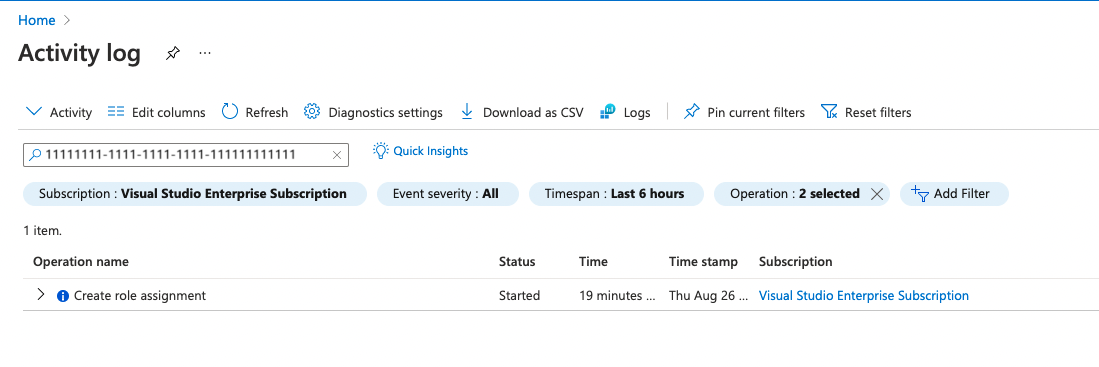 Home
Activity log
Activity Edit columns Refresh Diagnostics settings Download as CSV Logs Pin current filters Reset filters
11111111-1111-1111-1111-111111111111 Quick Insights
Subscription : Visual Studio Enterprise Subscription Event severity : All Timespan : Last 6 hours Operation : 2 selected Add Filter
1 item.
Operation name Status Time Time stamp Subscription
Create role assignment Started 19 minutes ... Thu Aug 26 ... Visual Studio Enterprise Subscription